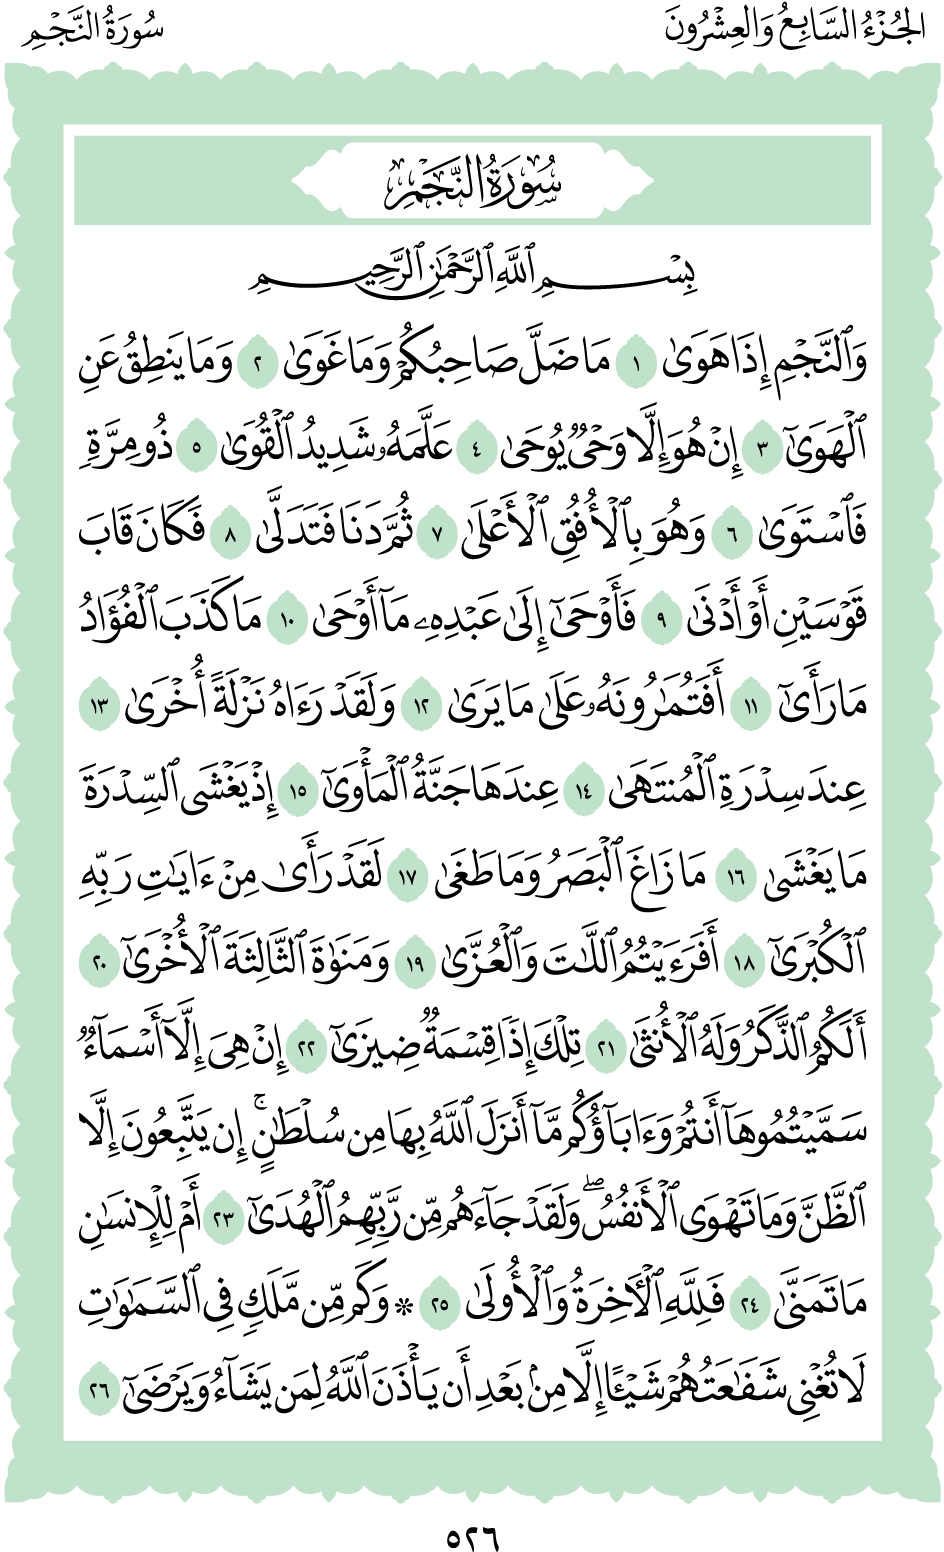 الجُزْءُ السَّابِعُ وَالعِشْرُونَ
سُورَةُ النَّجْمِ
سُورَةُ النَّجْمِ
بِسْمِ ٱللَّهِ ٱلرَّحْمَٰنِ ٱلرَّحِيمِ
وَٱلنَّجْمِ إِذَا هَوَىٰ ١ مَا ضَلَّ صَاحِبُكُمْ وَمَا غَوَىٰ ٢ وَمَا يَنطِقُ عَنِ
ٱلْهَوَىٰٓ ٣ إِنْ هُوَ إِلَّا وَحْىٌ يُوحَىٰ ٤ عَلَّمَهُۥ شَدِيدُ ٱلْقُوَىٰ ٥ ذُو مِرَّةٍ
فَٱسْتَوَىٰ ٦ وَهُوَ بِٱلْأُفُقِ ٱلْأَعْلَىٰ ٧ ثُمَّ دَنَا فَتَدَلَّىٰ ٨ فَكَانَ قَابَ
قَوْسَيْنِ أَوْ أَدْنَىٰ ٩ فَأَوْحَىٰٓ إِلَىٰ عَبْدِهِۦ مَآ أَوْحَىٰ ١٠ مَا كَذَبَ ٱلْفُؤَادُ
مَا رَأَىٰٓ ١١ أَفَتُمَٰرُونَهُۥ عَلَىٰ مَا يَرَىٰ ١٢ وَلَقَدْ رَءَاهُ نَزْلَةً أُخْرَىٰ ١٣
عِندَ سِدْرَةِ ٱلْمُنتَهَىٰ ١٤ عِندَهَا جَنَّةُ ٱلْمَأْوَىٰٓ ١٥ إِذْ يَغْشَى ٱلسِّدْرَةَ
مَا يَغْشَىٰ ١٦ مَا زَاغَ ٱلْبَصَرُ وَمَا طَغَىٰ ١٧ لَقَدْ رَأَىٰ مِنْ ءَايَٰتِ رَبِّهِ
ٱلْكُبْرَىٰٓ ١٨ أَفَرَءَيْتُمُ ٱللَّٰتَ وَٱلْعُزَّىٰ ١٩ وَمَنَوٰةَ ٱلثَّالِثَةَ ٱلْأُخْرَىٰٓ ٢٠
أَلَكُمُ ٱلذَّكَرُ وَلَهُ ٱلْأُنثَىٰ ٢١ تِلْكَ إِذًا قِسْمَةٌ ضِيزَىٰٓ ٢٢ إِنْ هِىَ إِلَّآ أَسْمَآءٌ
سَمَّيْتُمُوهَآ أَنتُمْ وَءَابَآؤُكُم مَّآ أَنزَلَ ٱللَّهُ بِهَا مِن سُلْطَٰنٍ ۚ إِن يَتَّبِعُونَ إِلَّا
ٱلظَّنَّ وَمَا تَهْوَى ٱلْأَنفُسُ ۖ وَلَقَدْ جَآءَهُم مِّن رَّبِّهِمُ ٱلْهُدَىٰٓ ٢٣ أَمْ لِلْإِنسَٰنِ
مَا تَمَنَّىٰ ٢٤ فَلِلَّهِ ٱلْءَاخِرَةُ وَٱلْأُولَىٰ ٢٥ * وَكَم مِّن مَّلَكٍ فِى ٱلسَّمَٰوَٰتِ
لَا تُغْنِى شَفَٰعَتُهُمْ شَيْـًٔا إِلَّا مِنۢ بَعْدِ أَن يَأْذَنَ ٱللَّهُ لِمَن يَشَآءُ وَيَرْضَىٰٓ ٢٦
٥٢٦